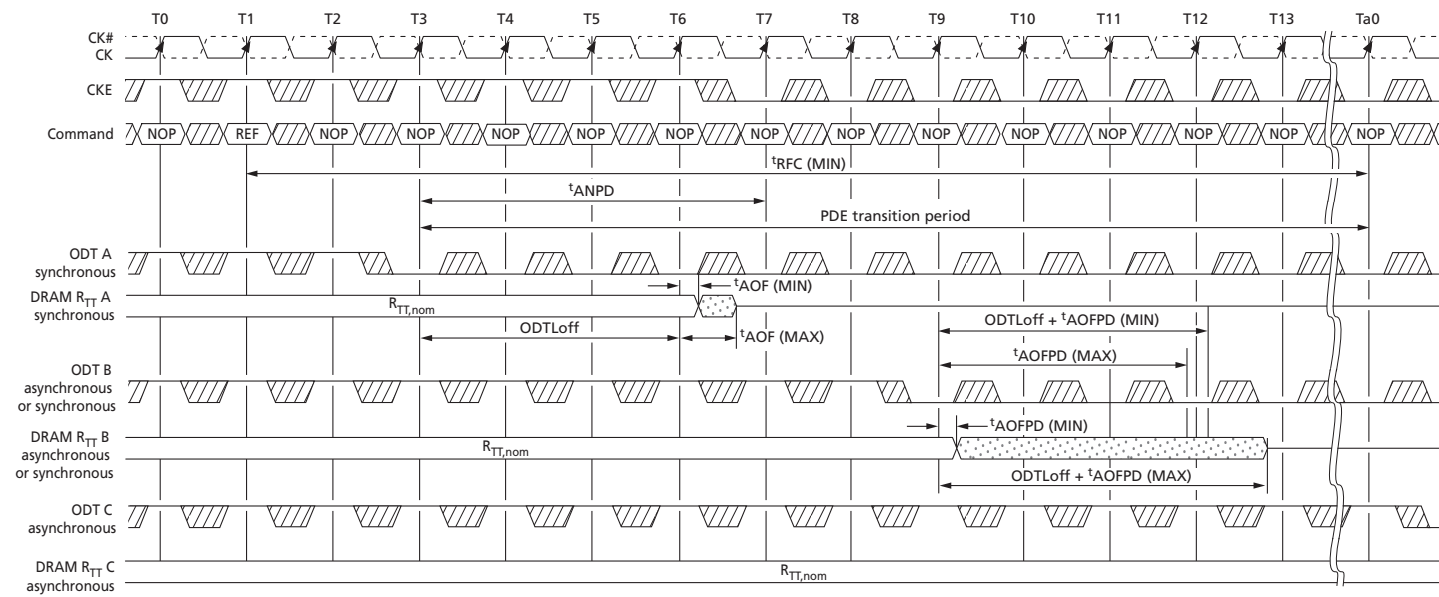 T0 T1 T2 T3 T4 T5 T6 T7 T8 T9 T10 T11 T12 T13 Ta0
CK#
CK
CKE
Command NOP REF NOP NOP NOP NOP NOP NOP NOP NOP NOP NOP NOP NOP NOP
tRFC (MIN)
tANPD
PDE transition period
ODT A
synchronous
tAOF (MIN)
DRAM RTT A
synchronous
RTT,nom
ODTLoff
tAOF (MAX)
ODTLoff + tAOFPD (MIN)
tAOFPD (MAX)
ODT B
asynchronous
or synchronous
tAOFPD (MIN)
DRAM RTT B
asynchronous
or synchronous
RTT,nom
ODTLoff + tAOFPD (MAX)
ODT C
asynchronous
DRAM RTT C
asynchronous
RTT,nom